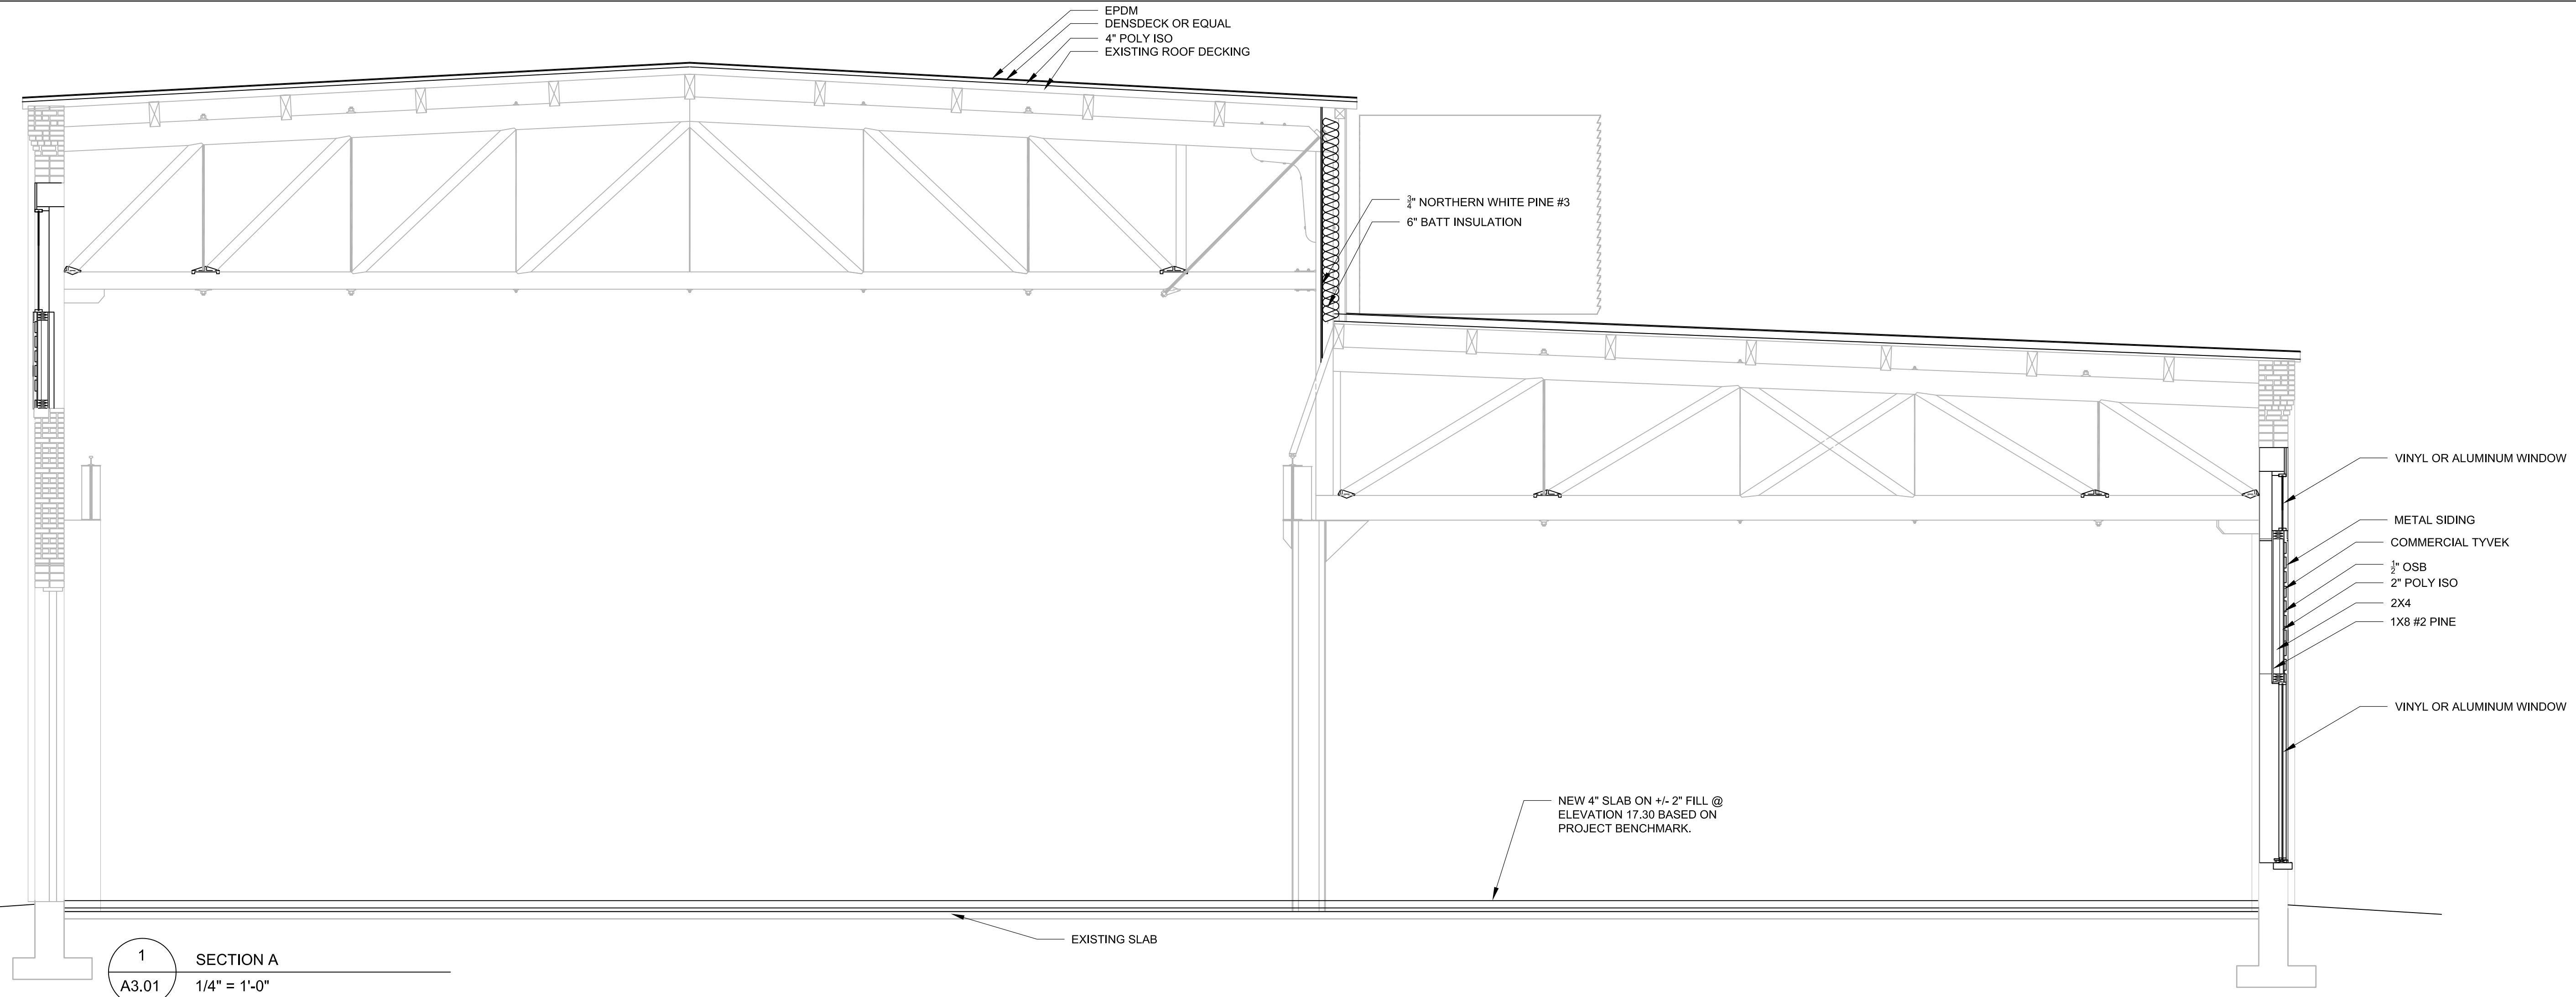 EPDM
DENSDECK OR EQUAL
4" POLY ISO
EXISTING ROOF DECKING
3/4" NORTHERN WHITE PINE #3
6" BATT INSULATION
VINYL OR ALUMINUM WINDOW
METAL SIDING
COMMERCIAL TYVEK
1/2" OSB
2" POLY ISO
2X4
1X8 #2 PINE
VINYL OR ALUMINUM WINDOW
NEW 4" SLAB ON +/- 2" FILL @
ELEVATION 17.30 BASED ON
PROJECT BENCHMARK.
EXISTING SLAB
1
SECTION A
A3.01
1/4" = 1'-0"